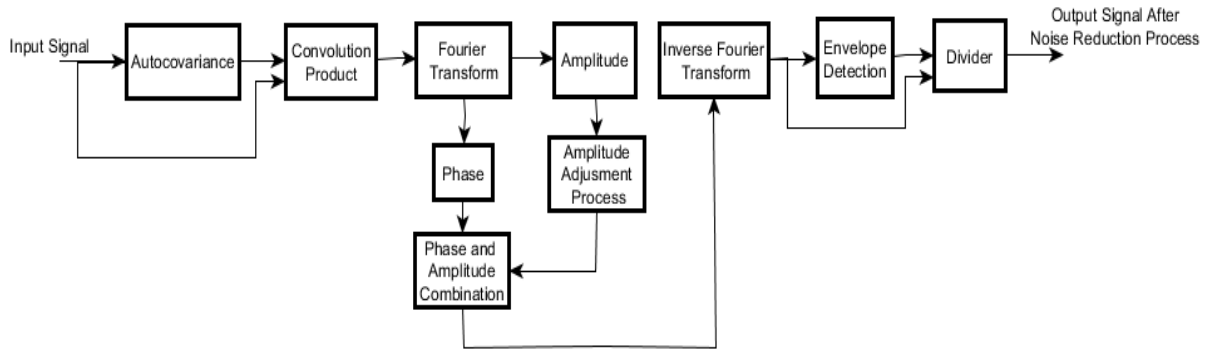 Input Signal
Autocovariance
Convolution
Product
Fourier
Transform
Amplitude
Inverse Fourier
Transform
Envelope
Detection
Divider
Output Signal After
Noise Reduction Process
Phase
Amplitude
Adjusment
Process
Phase and
Amplitude
Combination